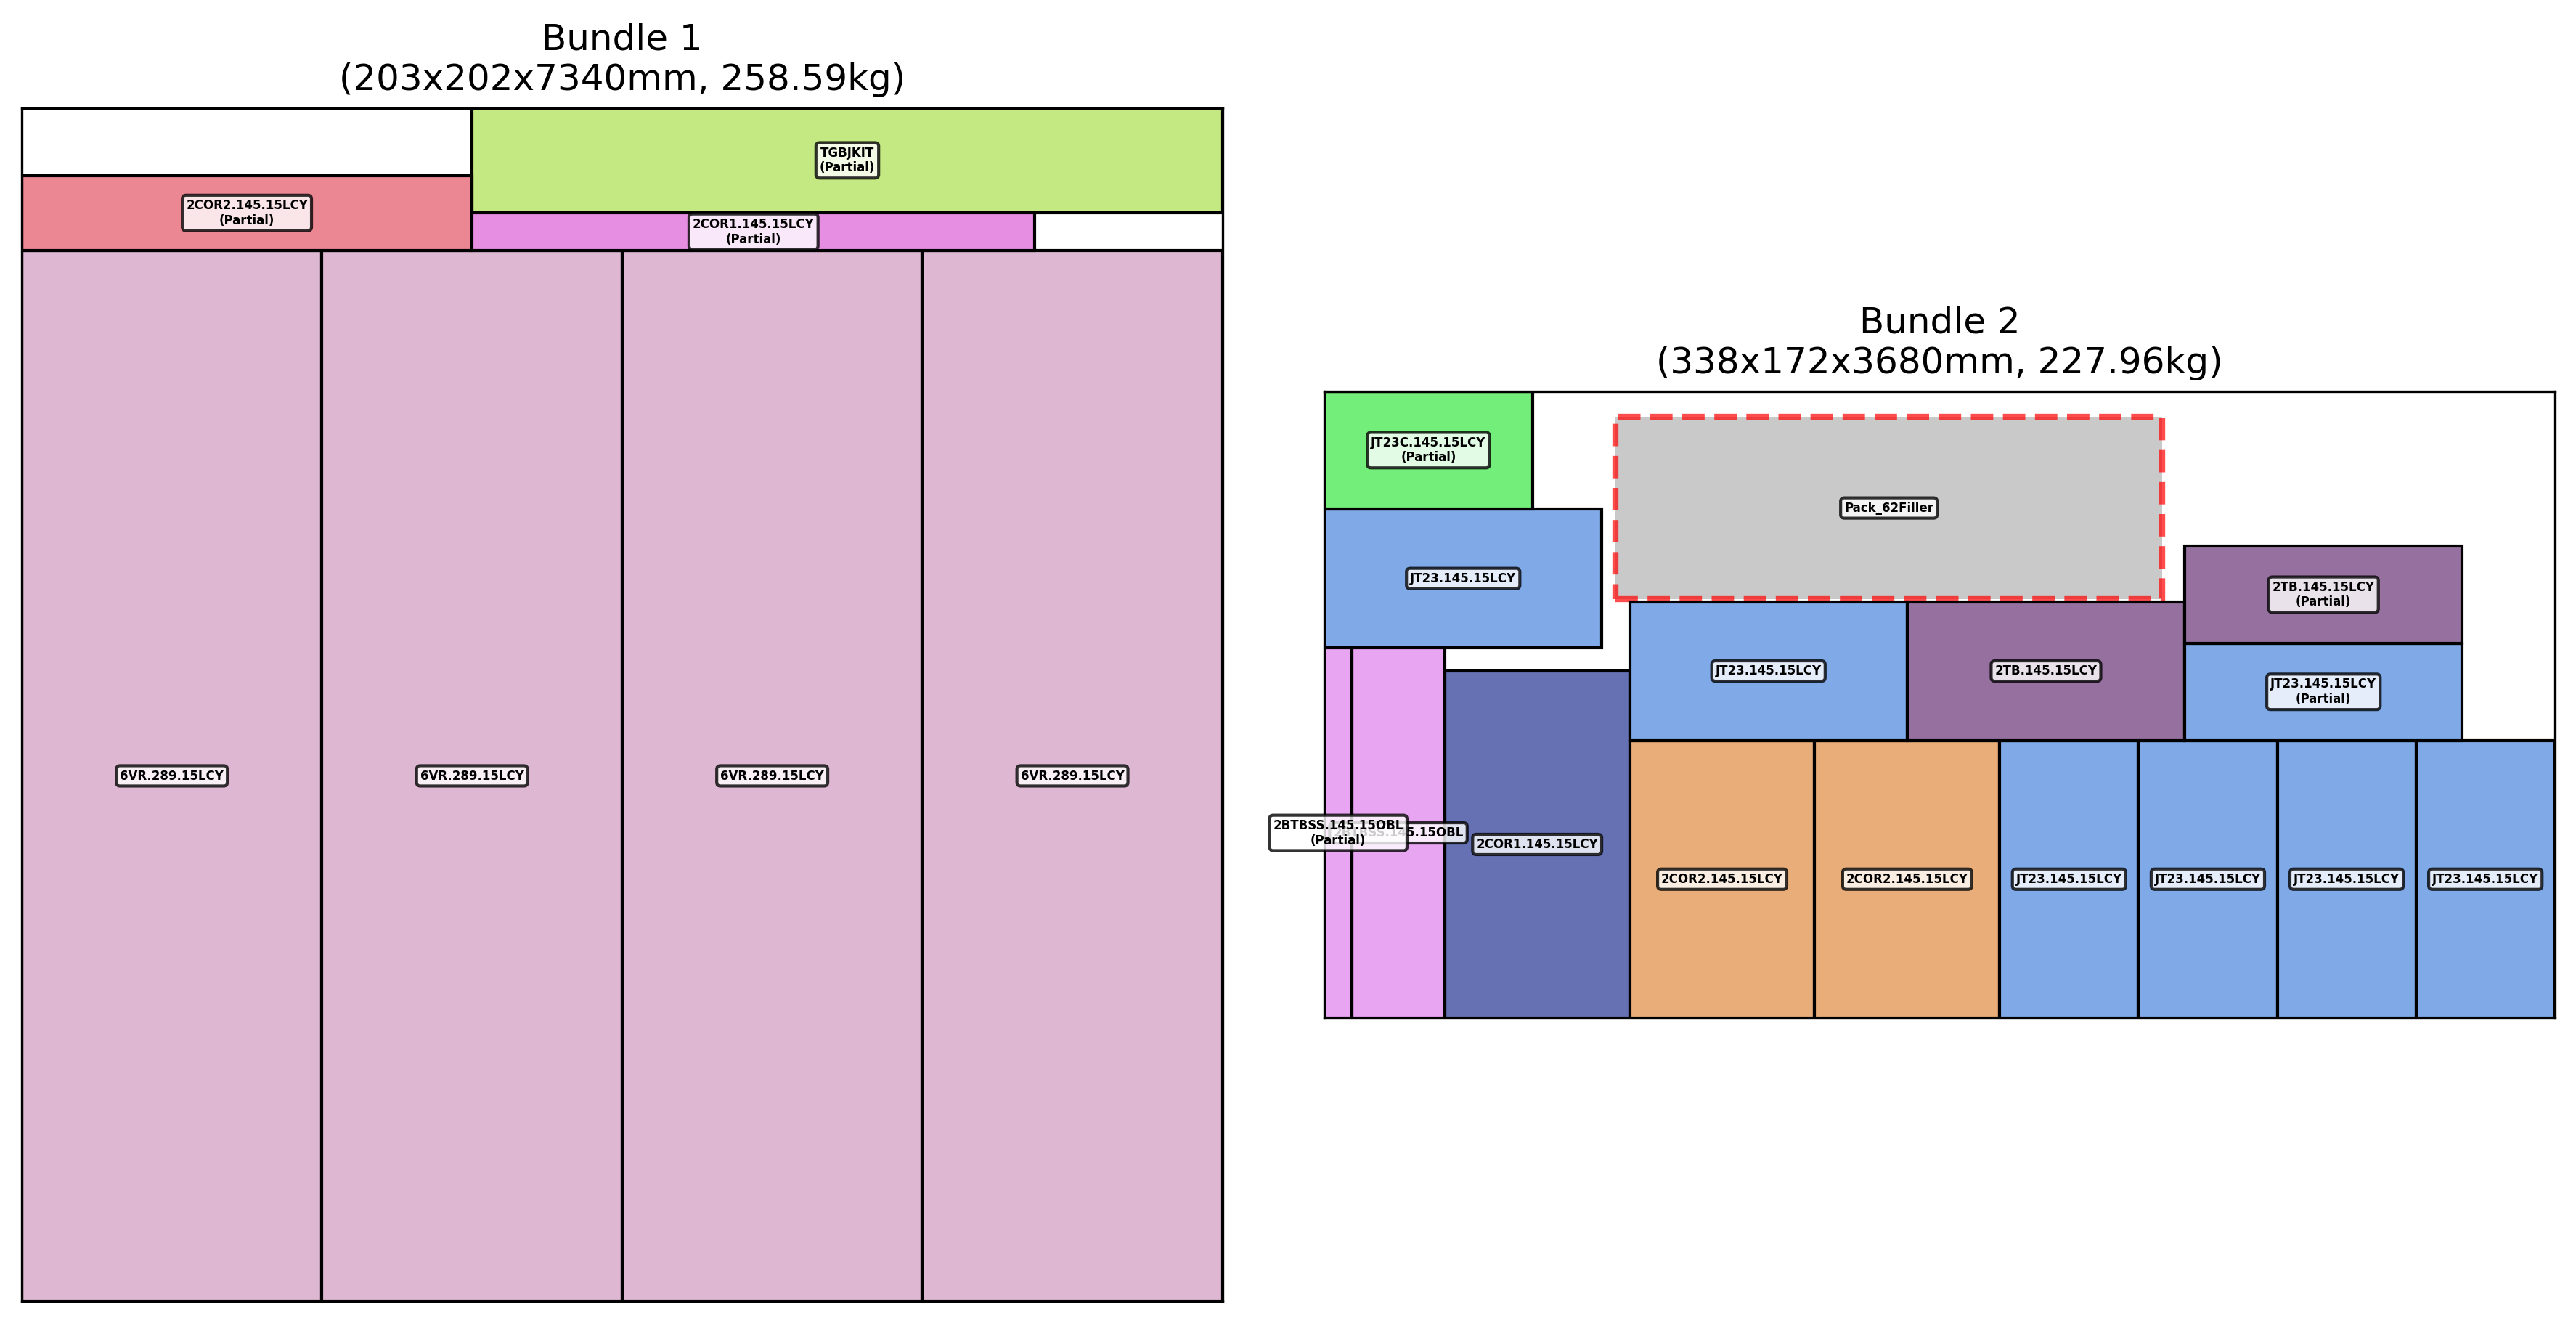 Bundle 1
(203x202x7340mm, 258.59kg)
TGBJKIT
(Partial)
2COR2.145.15LCY
(Partial)
2COR1.145.15LCY
(Partial)
6VR.289.15LCY
6VR.289.15LCY
6VR.289.15LCY
6VR.289.15LCY
Bundle 2
(338x172x3680mm, 227.96kg)
JT23C.145.15LCY
(Partial)
Pack_62Filler
JT23.145.15LCY
2TB.145.15LCY
(Partial)
JT23.145.15LCY
2TB.145.15LCY
JT23.145.15LCY
(Partial)
2BTBSS.145.15OBL
(Partial)
5.15OBL
2COR1.145.15LCY
2COR2.145.15LCY
2COR2.145.15LCY
JT23.145.15LCY
JT23.145.15LCY
JT23.145.15LCY
JT23.145.15LCY